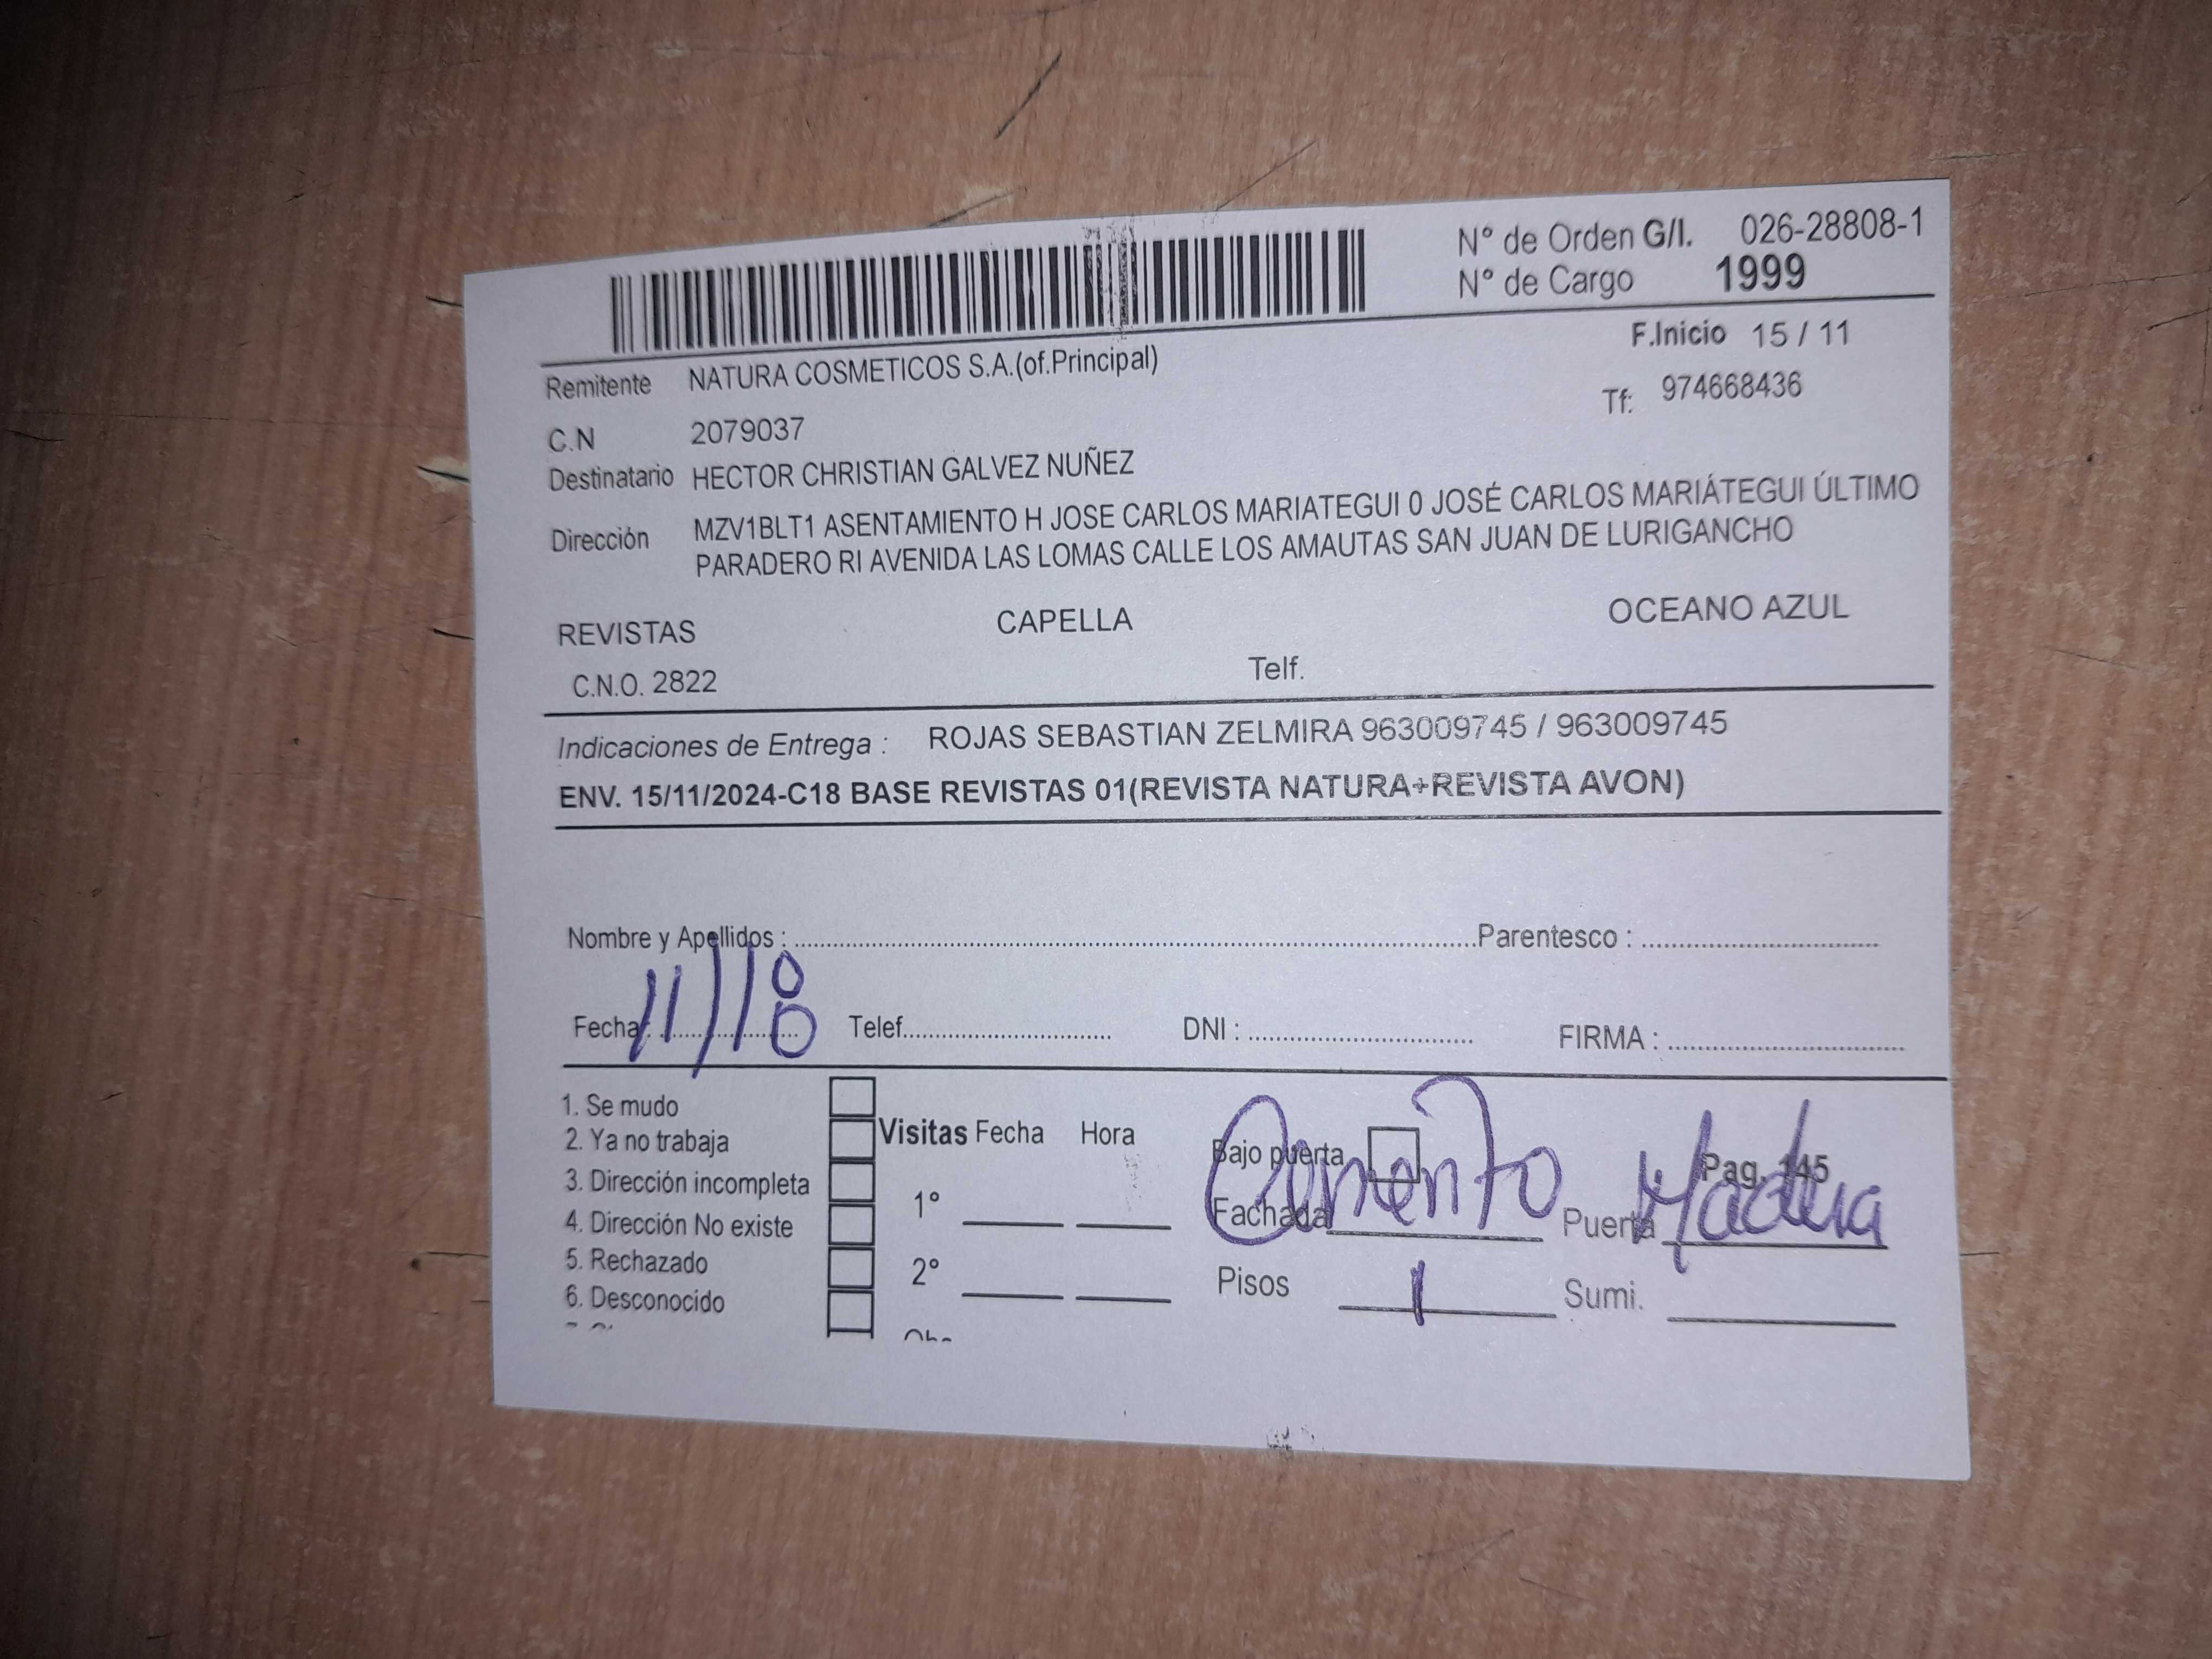 N° de Orden G/I. 026-28808-1
N° de Cargo 1999
F.Inicio 15 / 11
Remitente NATURA COSMETICOS S.A.(of.Principal)
Tf: 974668436
C.N 2079037
Destinatario HECTOR CHRISTIAN GALVEZ NUÑEZ
Dirección MZV1BLT1 ASENTAMIENTO H JOSE CARLOS MARIATEGUI 0 JOSÉ CARLOS MARIÁTEGUI ÚLTIMO
PARADERO RI AVENIDA LAS LOMAS CALLE LOS AMAUTAS SAN JUAN DE LURIGANCHO
REVISTAS CAPELLA OCEANO AZUL
C.N.O. 2822 Telf.
Indicaciones de Entrega : ROJAS SEBASTIAN ZELMIRA 963009745 / 963009745
ENV. 15/11/2024-C18 BASE REVISTAS 01(REVISTA NATURA+REVISTA AVON)
Nombre y Apellidos : Parentesco :
Fecha: 11/18 Telef. DNI : FIRMA :
1. Se mudo
2. Ya no trabaja
3. Dirección incompleta
4. Dirección No existe
5. Rechazado
6. Desconocido
Visitas Fecha Hora
1°
2°
Bajo puerta Pag. 145
Fachada Cemento Puerta Madera
Pisos 1 Sumi.